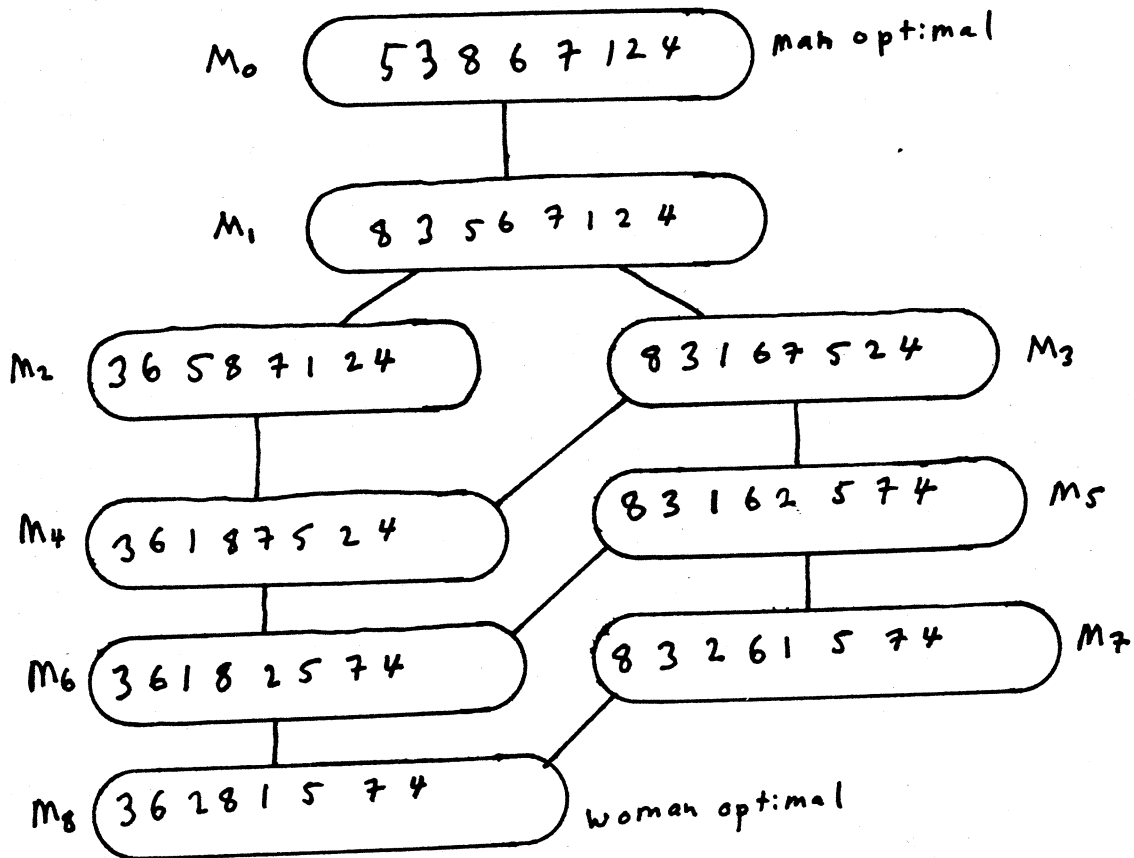 M₀ 5 3 8 6 7 1 2 4 man optimal
M₁ 8 3 5 6 7 1 2 4
M₂ 3 6 5 8 7 1 2 4
8 3 1 6 7 5 2 4 M₃
M₄ 3 6 1 8 7 5 2 4
8 3 1 6 2 5 7 4 M₅
M₆ 3 6 1 8 2 5 7 4
8 3 2 6 1 5 7 4 M₇
M₈ 3 6 2 8 1 5 7 4 woman optimal